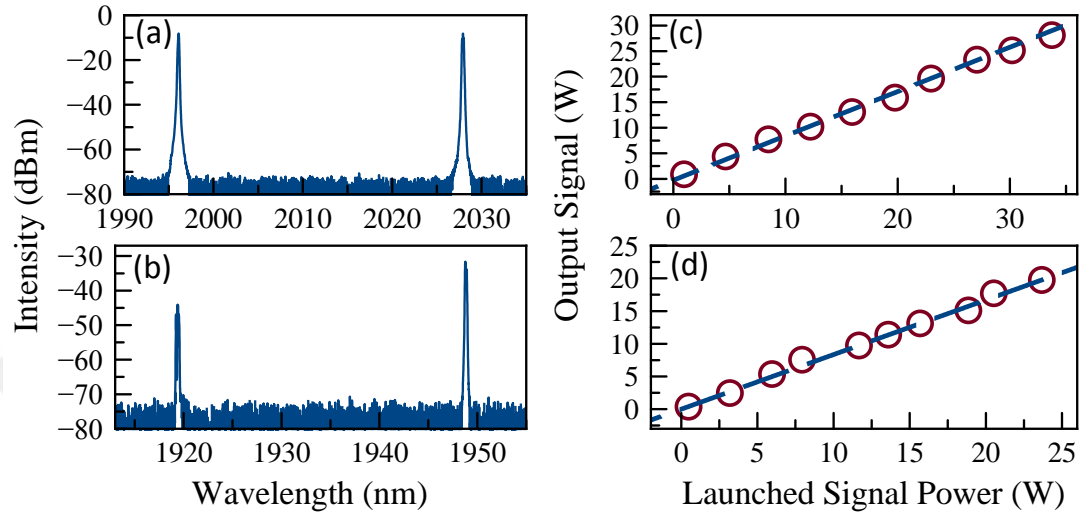 (a)
0
−20
−40
−60
−80
1990 2000 2010 2020 2030
(b)
−30
−40
−50
−60
−70
−80
1920 1930 1940 1950
Intensity (dBm)
Wavelength (nm)
(c)
30
25
20
15
10
5
0
0 10 20 30
(d)
25
20
15
10
5
0
0 5 10 15 20 25
Output Signal (W)
Launched Signal Power (W)